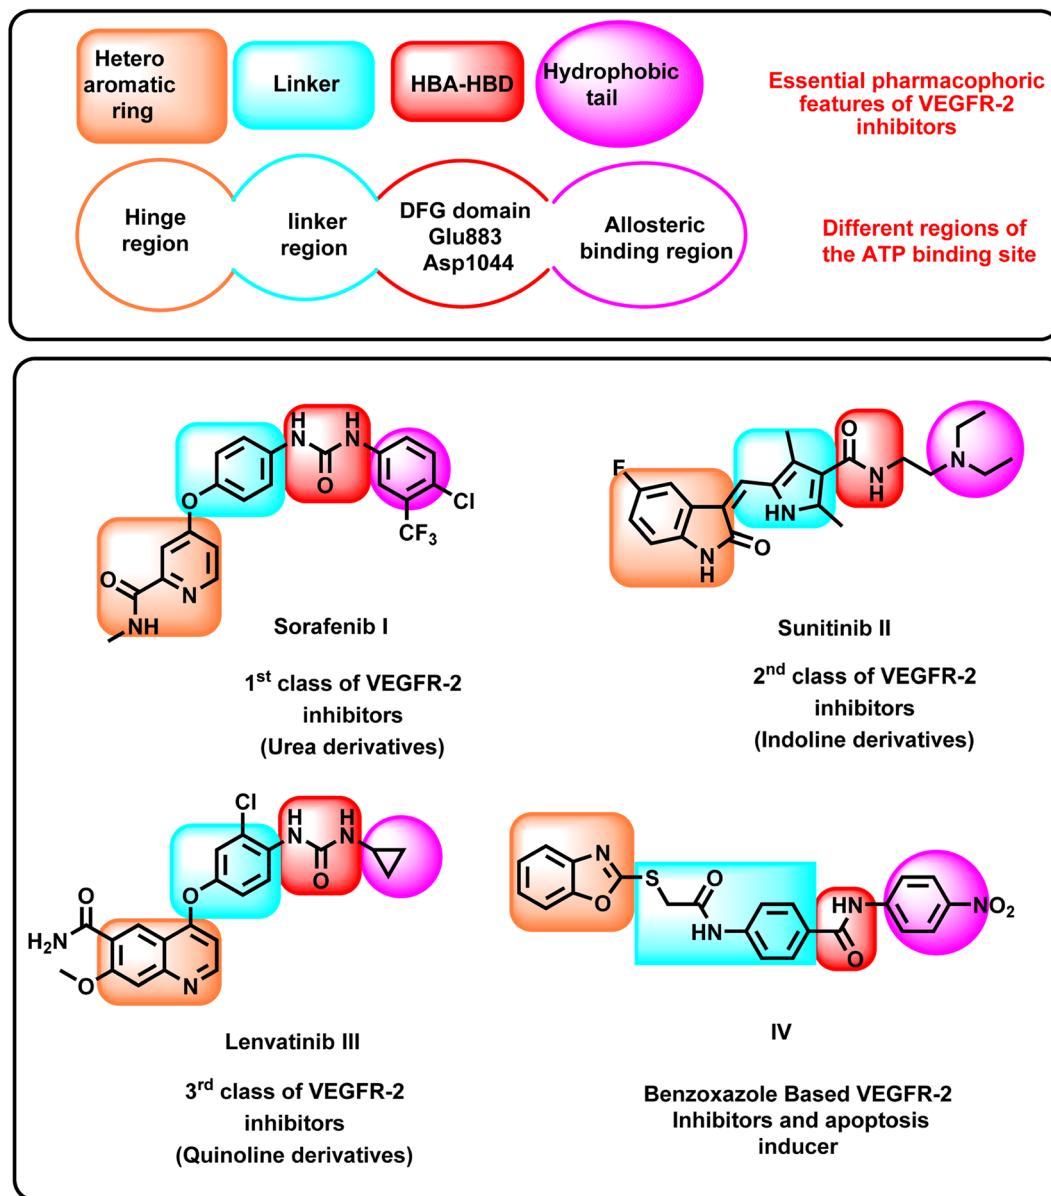 Hetero
aromatic
ring
Linker
HBA-HBD
Hydrophobic
tail
Essential pharmacophoric
features of VEGFR-2
inhibitors
Hinge
region
linker
region
DFG domain
Glu883
Asp1044
Allosteric
binding region
Different regions of
the ATP binding site
H
N
H
N
O
Cl
CF3
O
N
O
NH
Sorafenib I
1st class of VEGFR-2
inhibitors
(Urea derivatives)
F
O
N
H
N
HN
O
N
H
Sunitinib II
2nd class of VEGFR-2
inhibitors
(Indoline derivatives)
Cl
H
N
H
N
O
O
O
H2N
O
N
Lenvatinib III
3rd class of VEGFR-2
inhibitors
(Quinoline derivatives)
N
O
S
O
HN
HN
O
NO2
IV
Benzoxazole Based VEGFR-2
Inhibitors and apoptosis
inducer